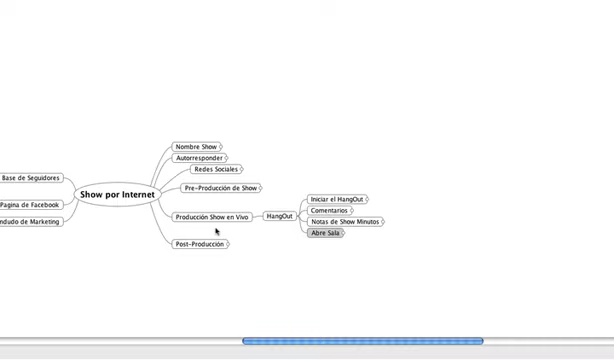 Base de Seguidores
Pagina de Facebook
ndudo de Marketing
Show por Internet
Nombre Show
Autorresponder
Redes Sociales
Pre-Producción de Show
Producción Show en Vivo
Post-Producción
HangOut
Iniciar el HangOut
Comentarios
Notas de Show Minutos
Abre Sala